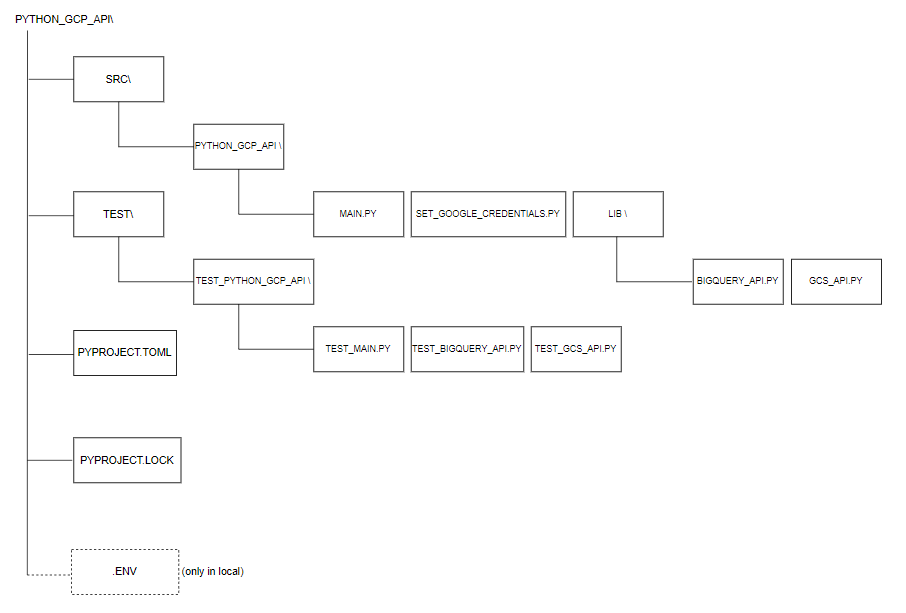 PYTHON_GCP_API\
SRC\
PYTHON_GCP_API \
TEST\
MAIN.PY
SET_GOOGLE_CREDENTIALS.PY
LIB \
TEST_PYTHON_GCP_API \
BIGQUERY_API.PY
GCS_API.PY
PYPROJECT.TOML
TEST_MAIN.PY
TEST_BIGQUERY_API.PY
TEST_GCS_API.PY
PYPROJECT.LOCK
.ENV
(only in local)